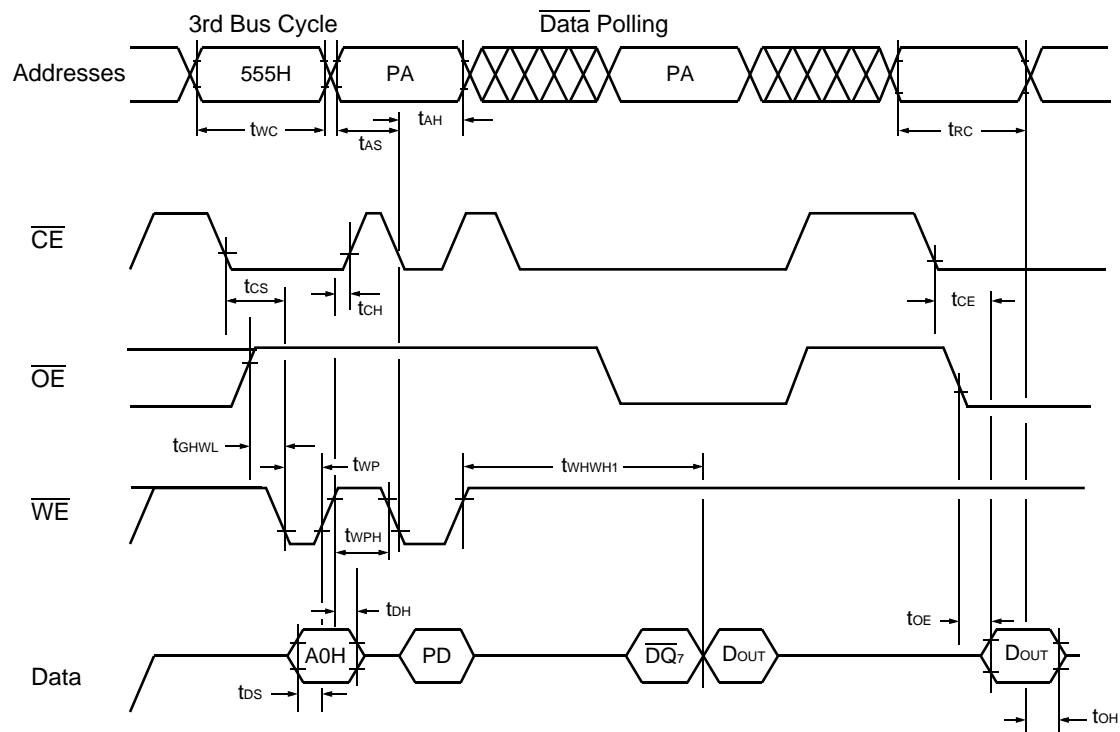 3rd Bus Cycle
Data Polling
Addresses
555H
PA
PA
tWC
tAS
tAH
tRC
CE
tCS
tCH
tCE
OE
tGHWL
tWP
tWHWH1
WE
tWPH
tDH
tOE
Data
A0H
PD
DQ7
DOUT
DOUT
tDS
tOH